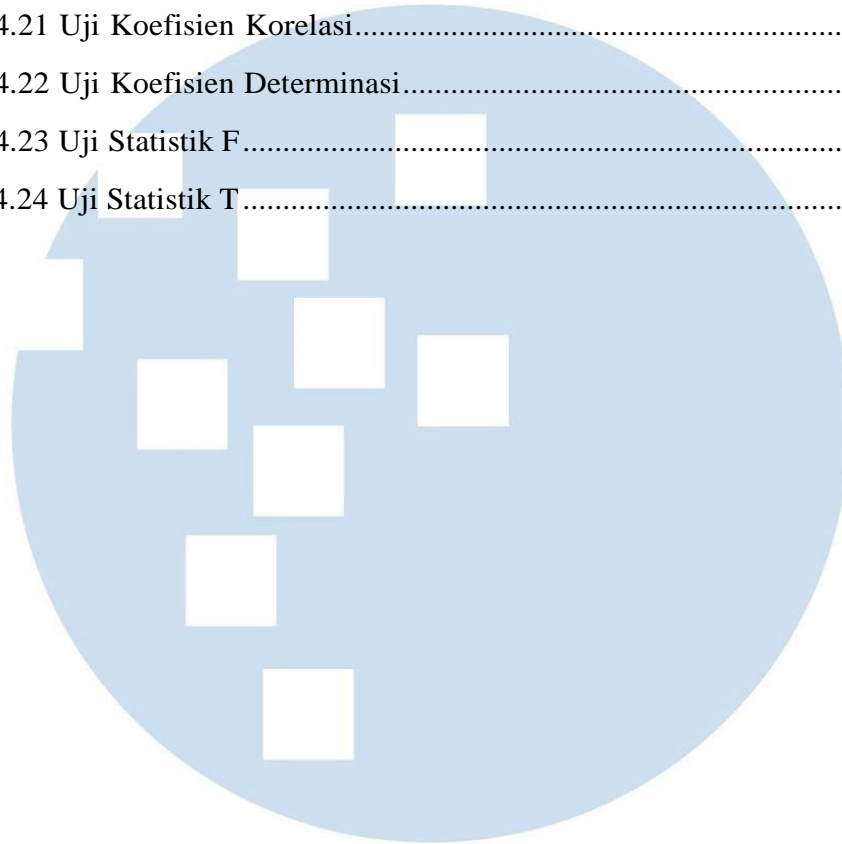 4.21 Uji Koefisien Korelasi................................................................
4.22 Uji Koefisien Determinasi..........................................................
4.23 Uji Statistik F..............................................................................
4.24 Uji Statistik T..............................................................................